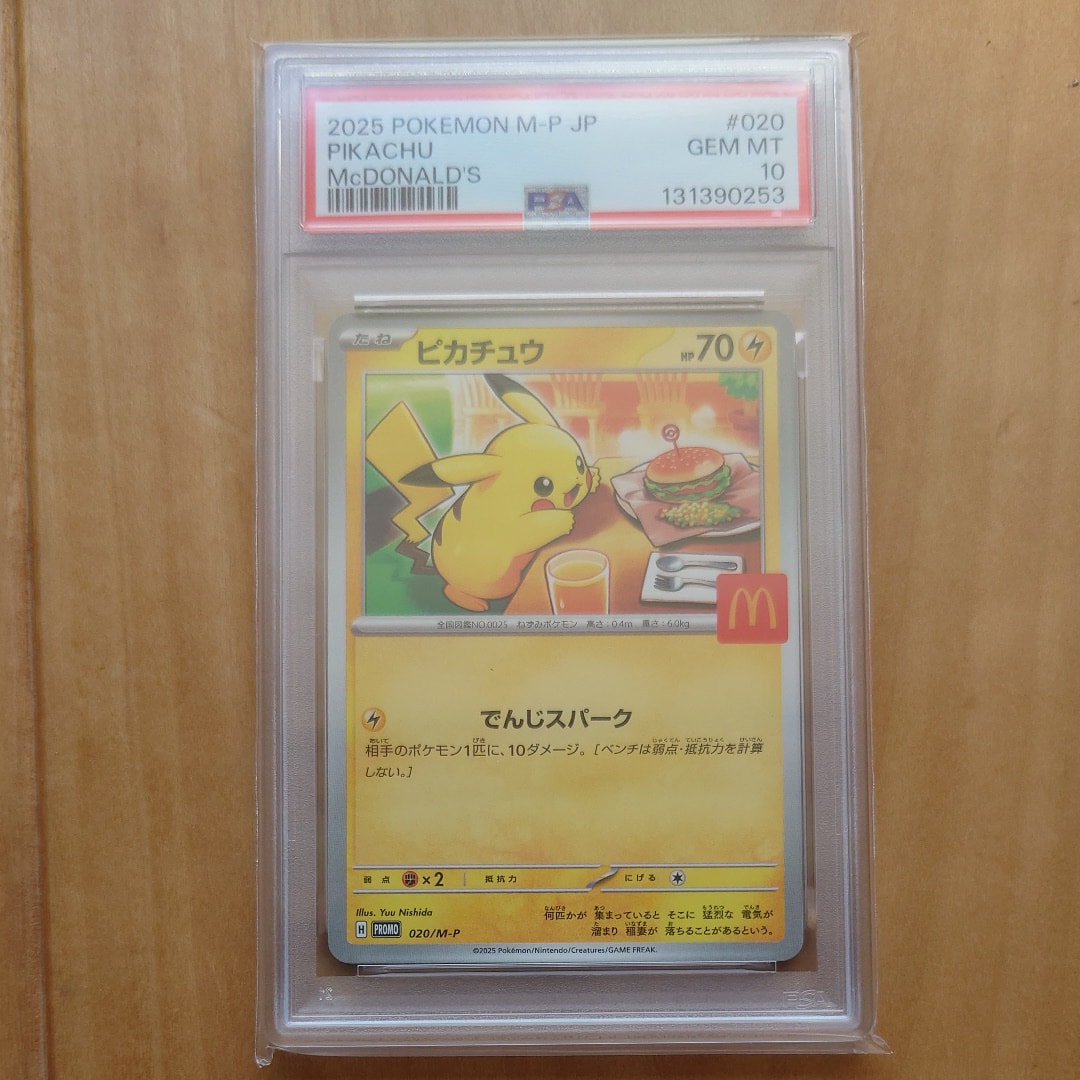 2025 POKEMON M-P JP #020
PIKACHU GEM MT
McDONALD'S 10
PSA 131390253
たね ピカチュウ HP70
全国図鑑NO.0025 ねずみポケモン 高さ:0.4m 重さ:6.0kg
でんじスパーク
相手のポケモン1匹に、10ダメージ。[ベンチは弱点・抵抗力を計算
しない。]
弱点 ×2 抵抗力 にげる
Illus. Yuu Nishida
何匹かが 集まっていると そこに 猛烈な 電気が
H PROMO 020/M-P
溜まり 稲妻が 落ちることがあるという。
©2025 Pokémon/Nintendo/Creatures/GAME FREAK.
PSA